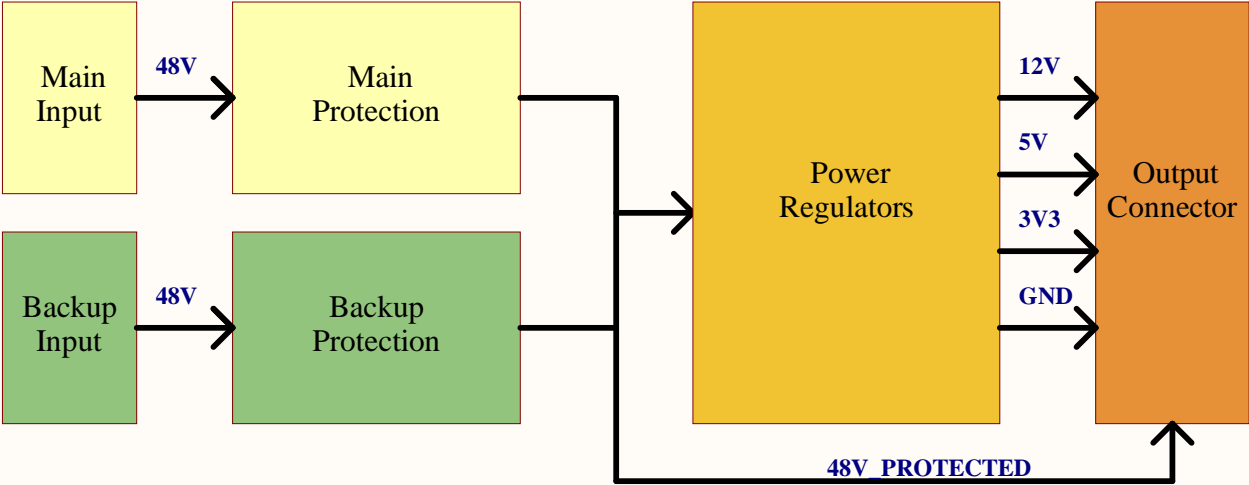 Main
Input
48V
Main
Protection
Backup
Input
48V
Backup
Protection
Power
Regulators
12V
5V
3V3
GND
Output
Connector
48V_PROTECTED